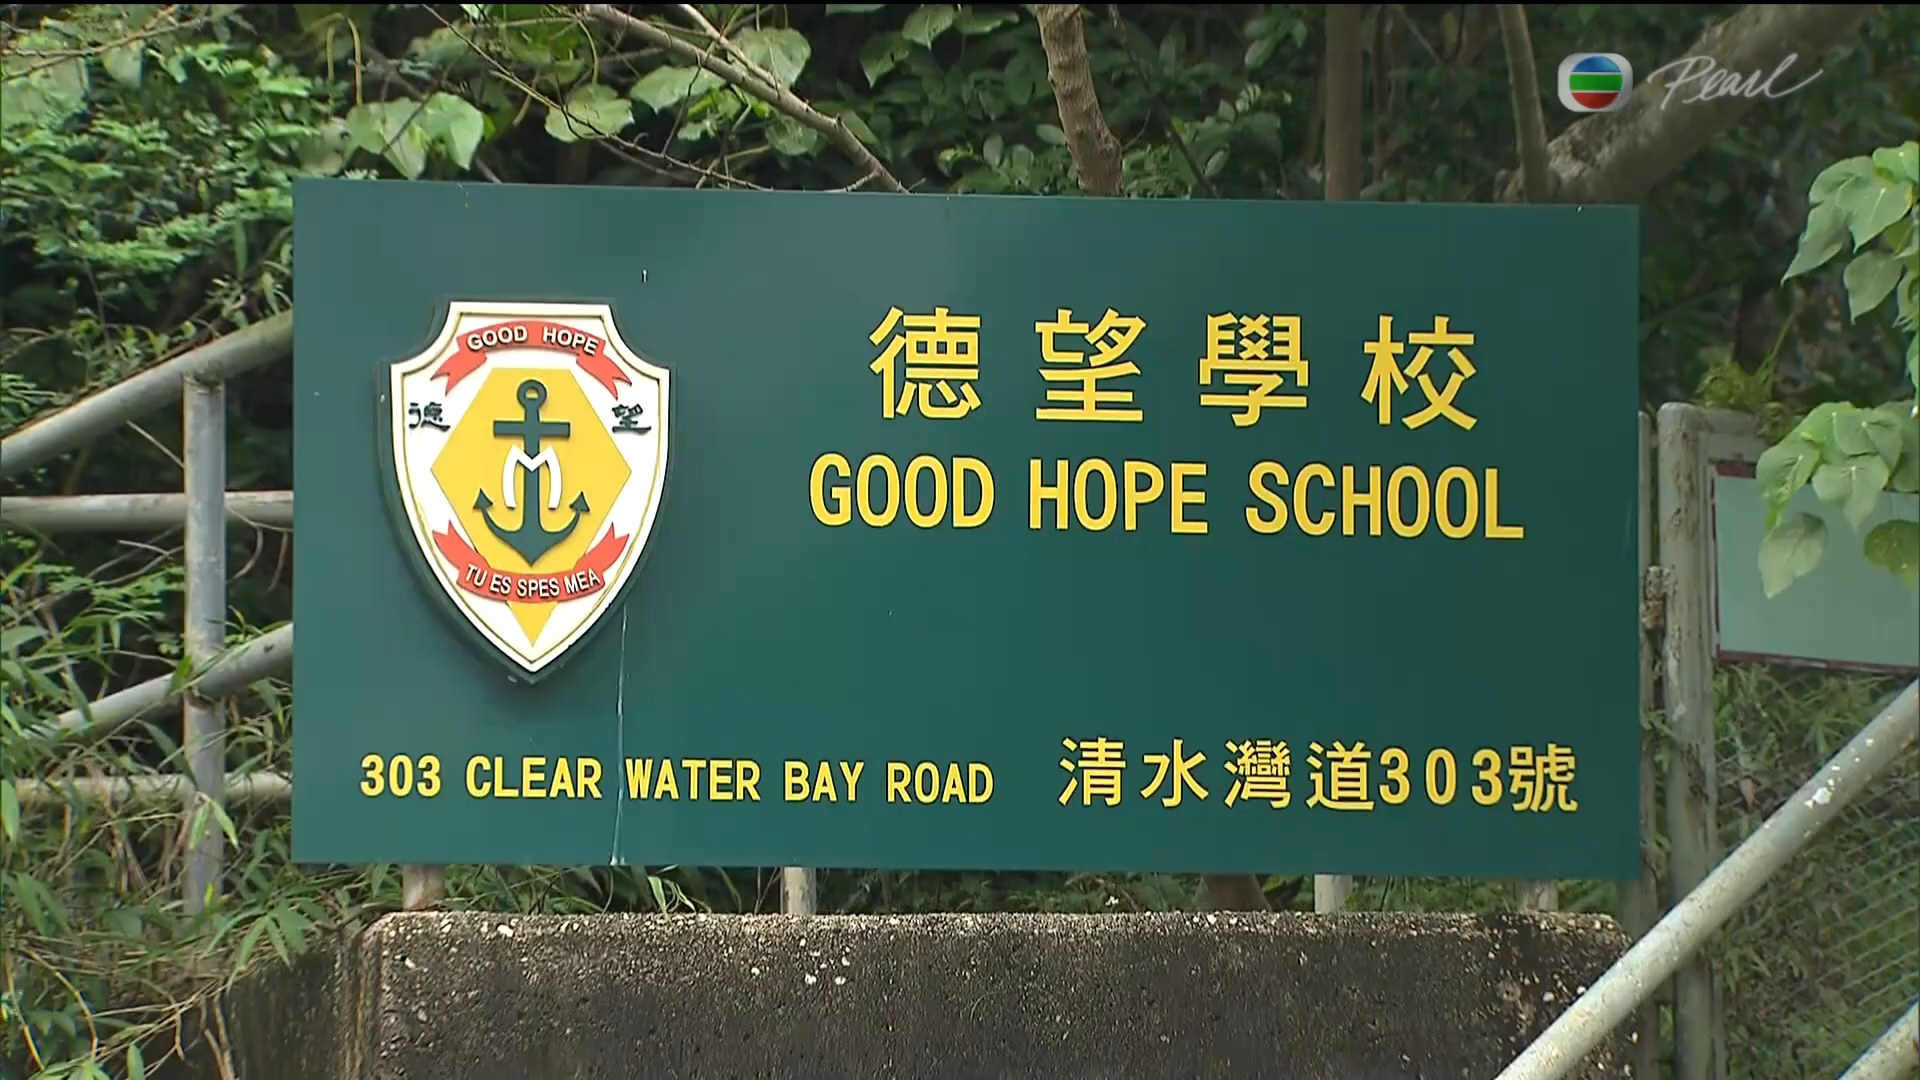 Pearl
德望學校
GOOD HOPE SCHOOL
GOOD HOPE
德 望
M
TU ES SPES MEA
303 CLEAR WATER BAY ROAD 清水灣道303號